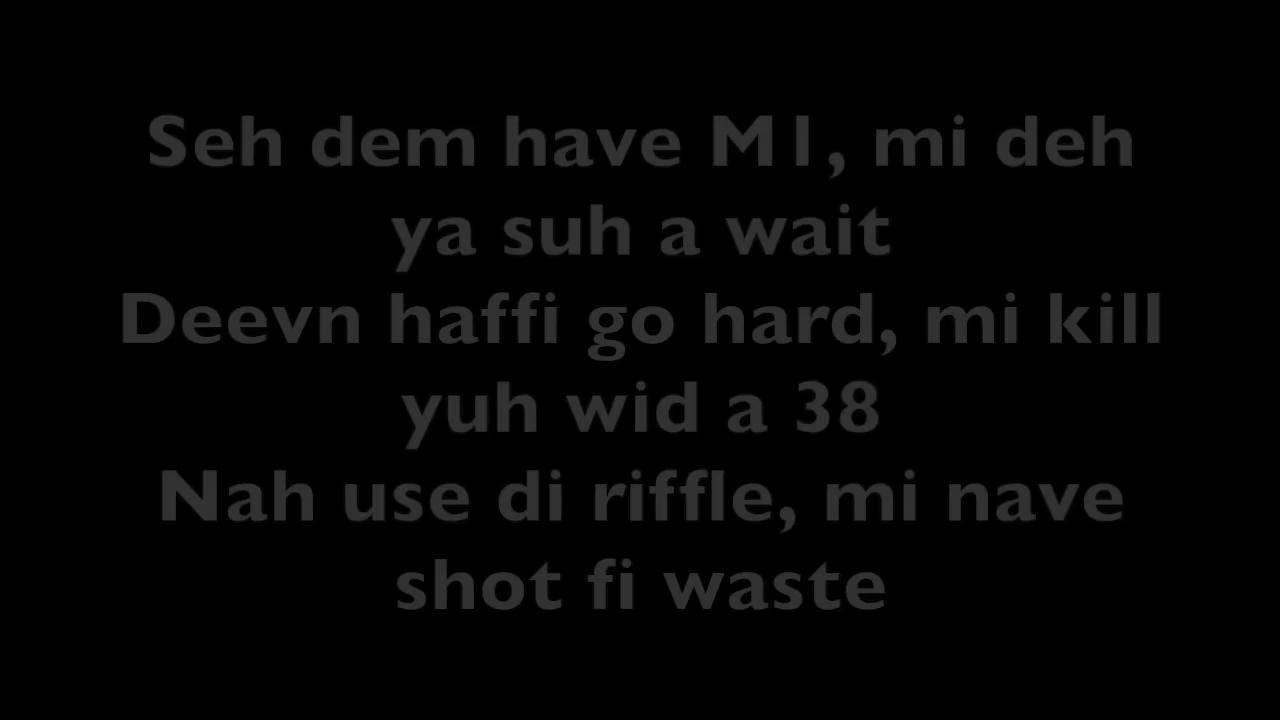 Seh dem have M1, mi deh
ya suh a wait
Deevn haffi go hard, mi kill
yuh wid a 38
Nah use di riffle, mi nave
shot fi waste